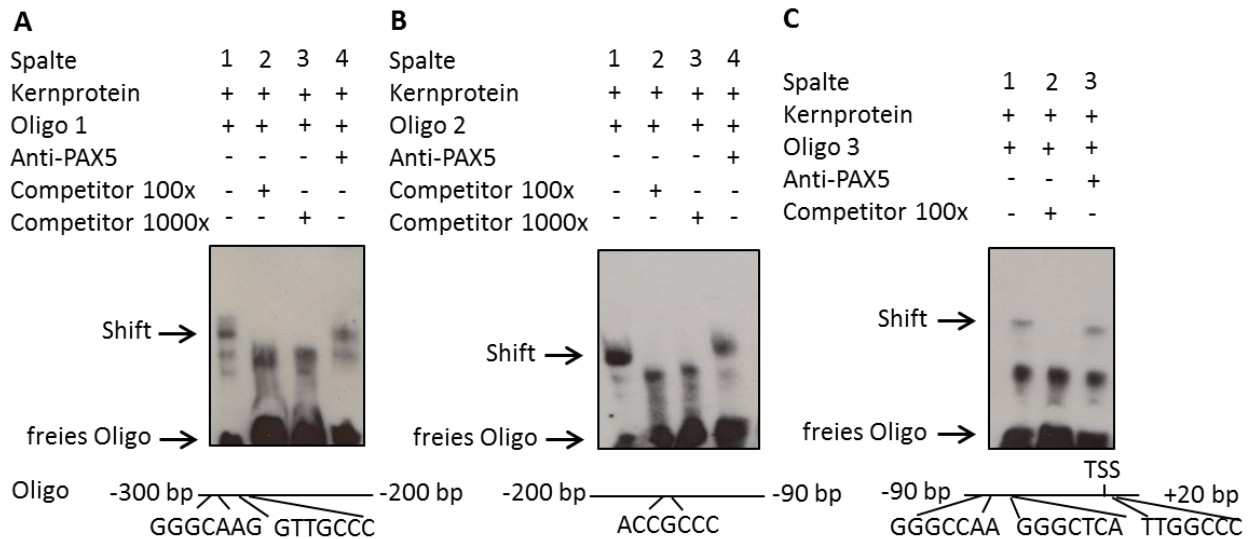 A
Spalte 1 2 3 4
Kernprotein + + + +
Oligo 1 + + + +
Anti-PAX5 - - - +
Competitor 100x - + - -
Competitor 1000x - - + -
Shift
freies Oligo
Oligo -300 bp -200 bp
GGGCAAG GTTGCCC
B
Spalte 1 2 3 4
Kernprotein + + + +
Oligo 2 + + + +
Anti-PAX5 - - - +
Competitor 100x - + - -
Competitor 1000x - - + -
Shift
freies Oligo
-200 bp -90 bp
ACCGCCC
C
Spalte 1 2 3
Kernprotein + + +
Oligo 3 + + +
Anti-PAX5 - - +
Competitor 100x - + -
Shift
freies Oligo
TSS
-90 bp +20 bp
GGGCCAA GGGCTCA TTGGCCC